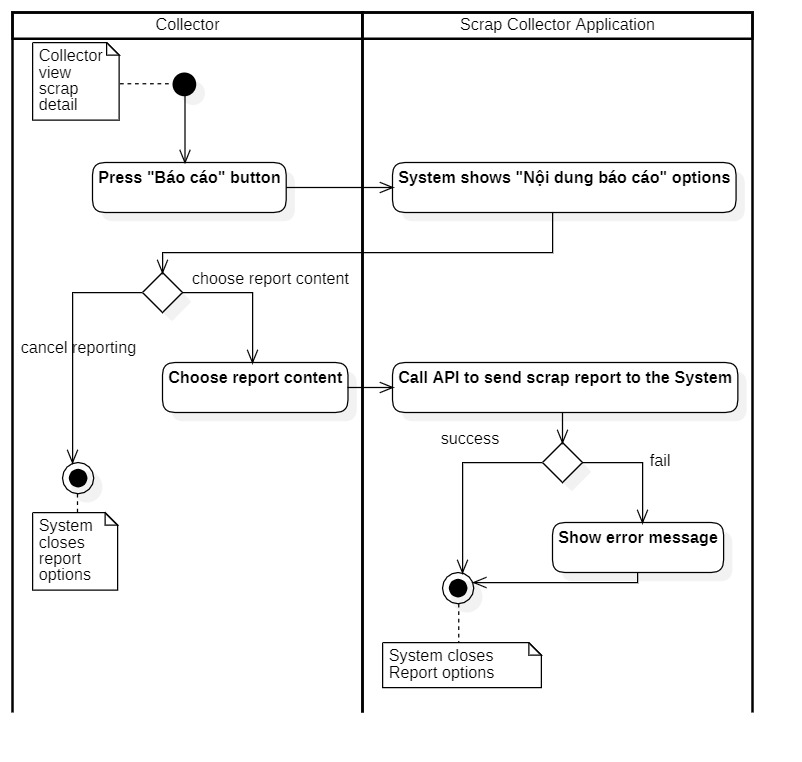 Collector
Scrap Collector Application
Collector
view
scrap
detail
Press "Báo cáo" button
System shows "Nội dung báo cáo" options
choose report content
cancel reporting
Choose report content
Call API to send scrap report to the System
success
fail
System
closes
report
options
Show error message
System closes
Report options